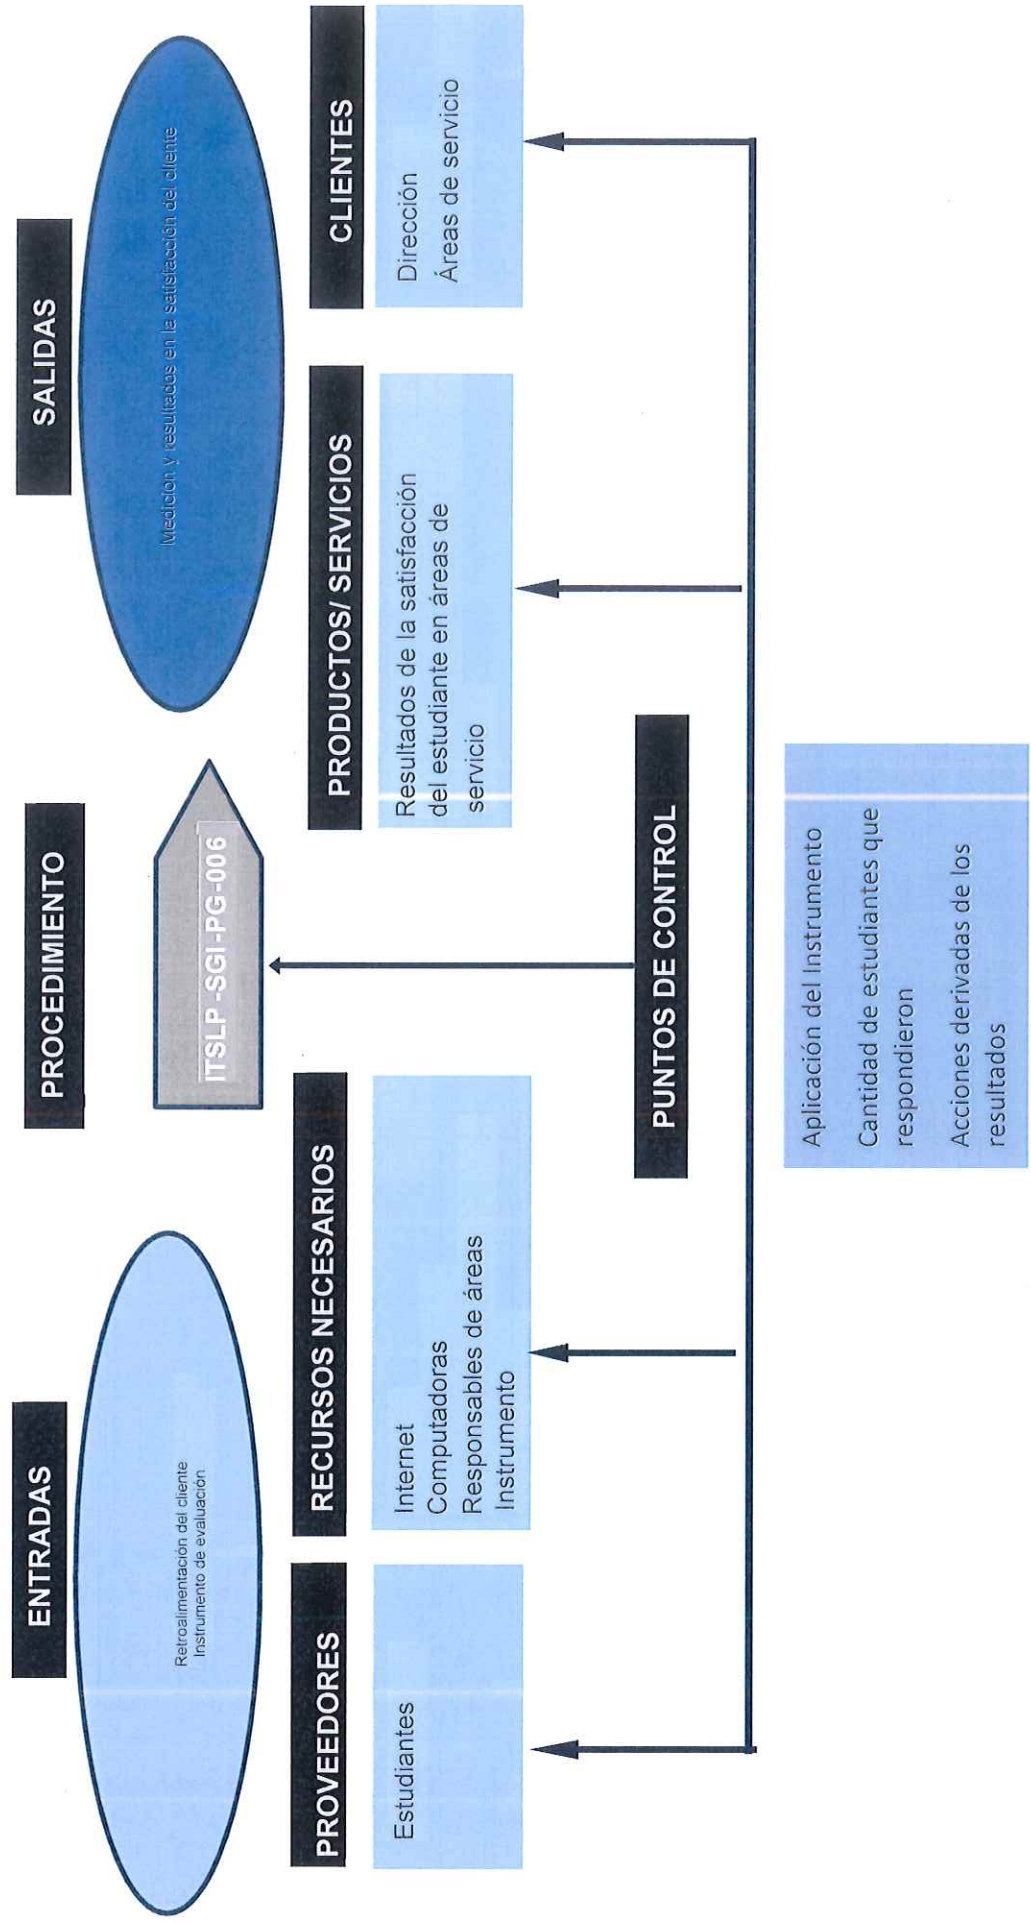 ENTRADAS
PROCEDIMIENTO
SALIDAS
Retroalimentación del cliente
Instrumento de evaluación
ITSLP -SGI-PG-006
Medición y resultados en la satisfacción del cliente
PROVEEDORES
RECURSOS NECESARIOS
PRODUCTOS/ SERVICIOS
CLIENTES
Estudiantes
Internet
Computadoras
Responsables de áreas
Instrumento
Resultados de la satisfacción
del estudiante en áreas de
servicio
Dirección
Áreas de servicio
PUNTOS DE CONTROL
Aplicación del Instrumento
Cantidad de estudiantes que
respondieron
Acciones derivadas de los
resultados